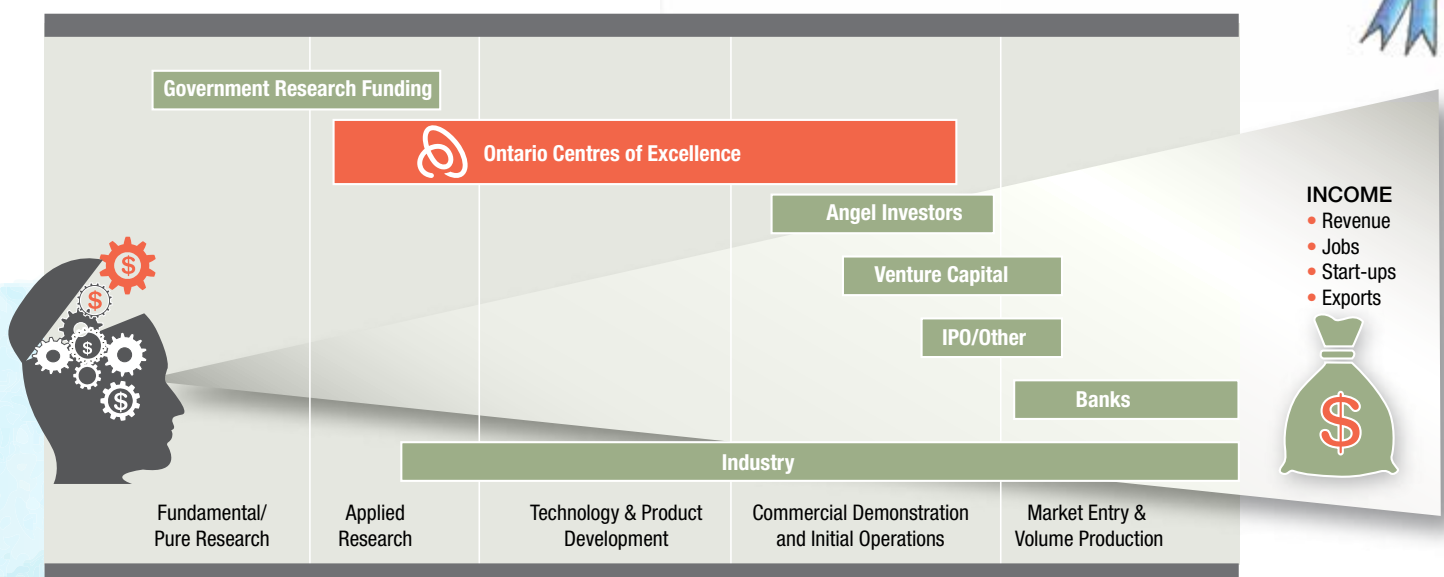 Government Research Funding
Ontario Centres of Excellence
Angel Investors
Venture Capital
IPO/Other
Banks
Industry
Fundamental/
Pure Research
Applied
Research
Technology & Product
Development
Commercial Demonstration
and Initial Operations
Market Entry &
Volume Production
INCOME
• Revenue
• Jobs
• Start-ups
• Exports
$
$
$
$
$